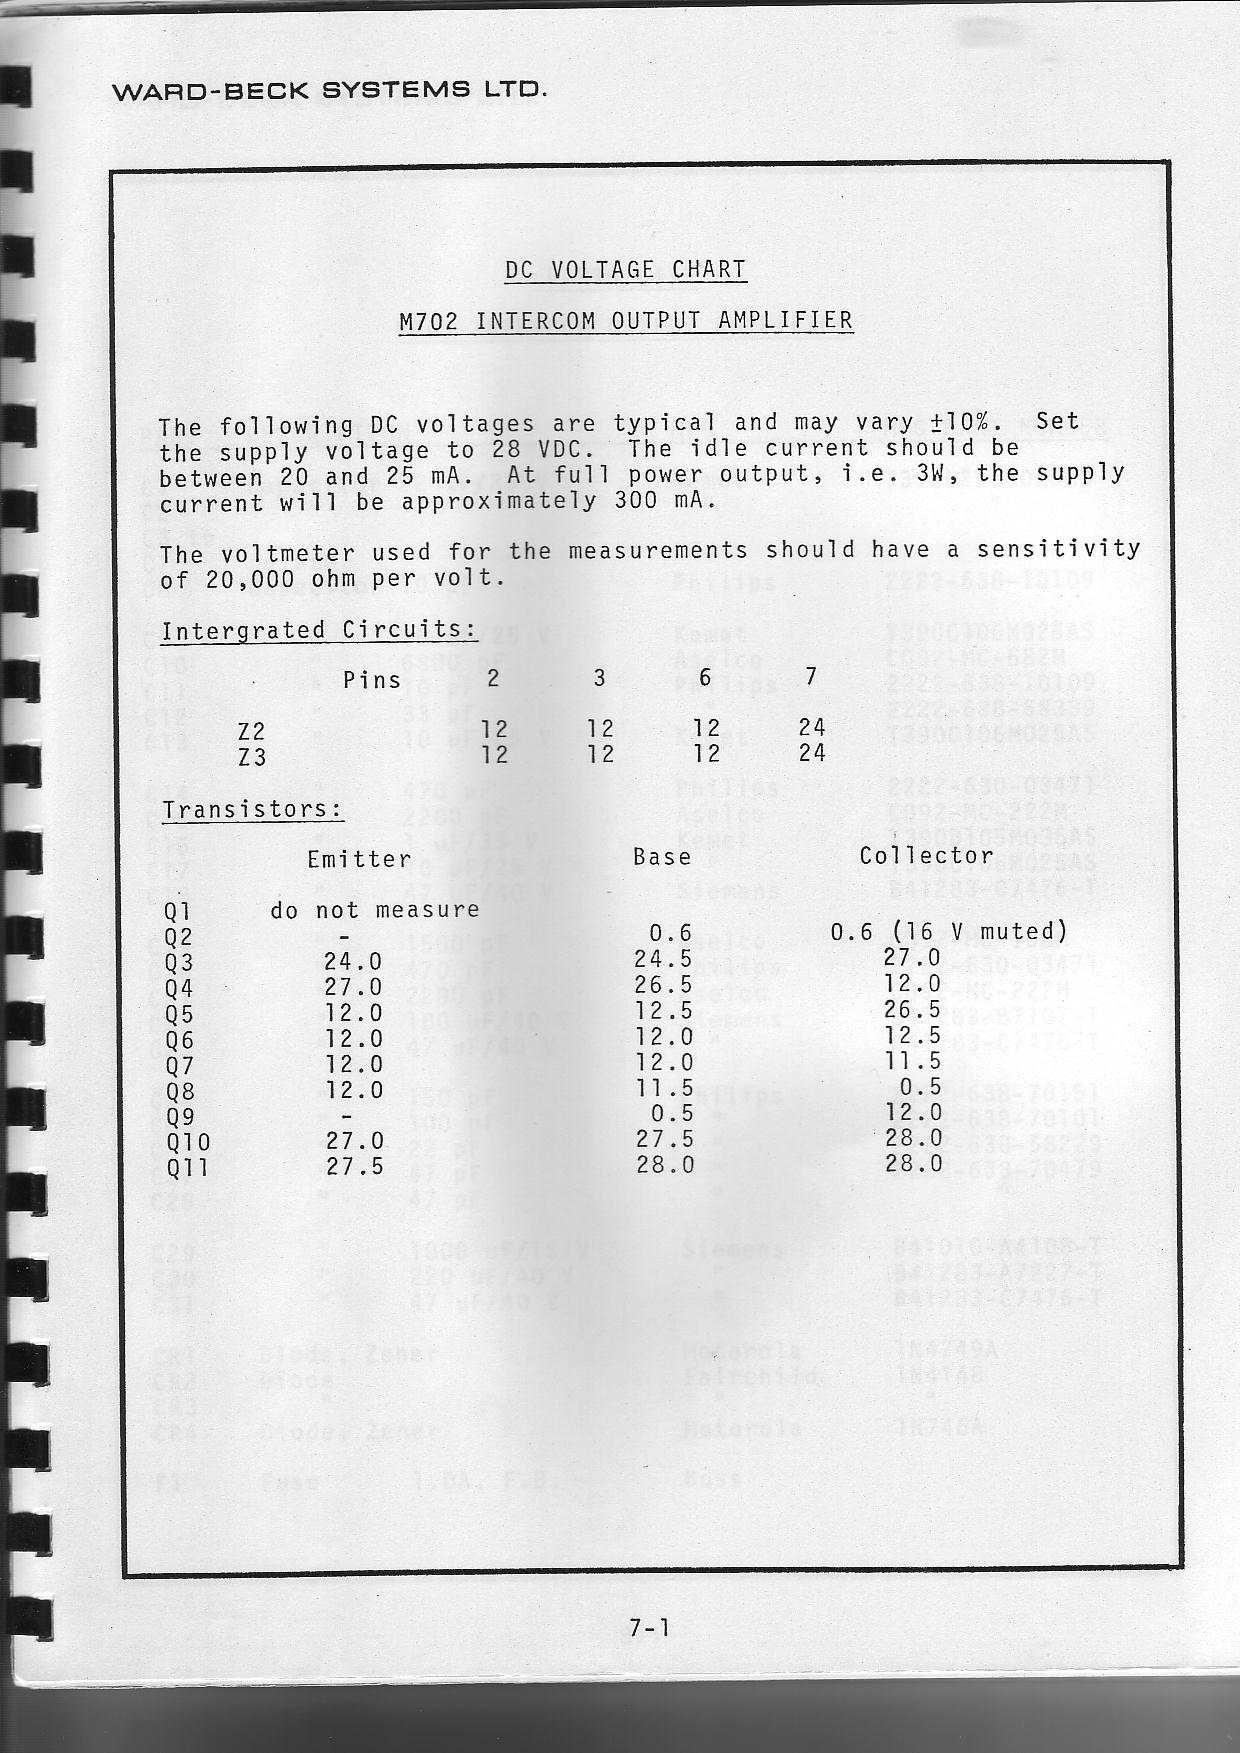 WARD-BECK SYSTEMS LTD.
DC VOLTAGE CHART
M702 INTERCOM OUTPUT AMPLIFIER
The following DC voltages are typical and may vary ±10%. Set
the supply voltage to 28 VDC. The idle current should be
between 20 and 25 mA. At full power output, i.e. 3W, the supply
current will be approximately 300 mA.
The voltmeter used for the measurements should have a sensitivity
of 20,000 ohm per volt.
Intergrated Circuits:
Pins 2 3 6 7
Z2 12 12 12 24
Z3 12 12 12 24
Transistors:
Emitter Base Collector
Q1 do not measure
Q2 - 0.6 0.6 (16 V muted)
Q3 24.0 24.5 27.0
Q4 27.0 26.5 12.0
Q5 12.0 12.5 26.5
Q6 12.0 12.0 12.5
Q7 12.0 12.0 11.5
Q8 12.0 11.5 0.5
Q9 - 0.5 12.0
Q10 27.0 27.5 28.0
Q11 27.5 28.0 28.0
7-1